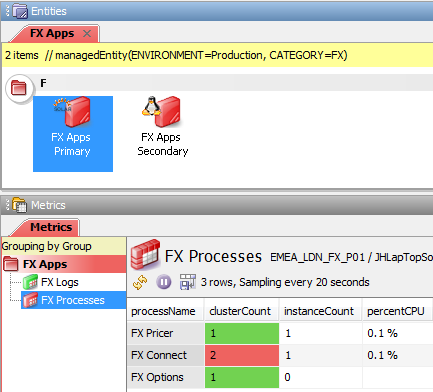 Entities
FX Apps
2 items // managedEntity(ENVIRONMENT=Production, CATEGORY=FX)
F
FX Apps Primary
FX Apps Secondary
Metrics
Metrics
Grouping by Group
FX Apps
FX Logs
FX Processes
FX Processes EMEA_LDN_FX_P01 / JHLapTopSo
3 rows, Sampling every 20 seconds
processName clusterCount instanceCount percentCPU
FX Pricer 1 1 0.1 %
FX Connect 2 1 0.1 %
FX Options 1 0